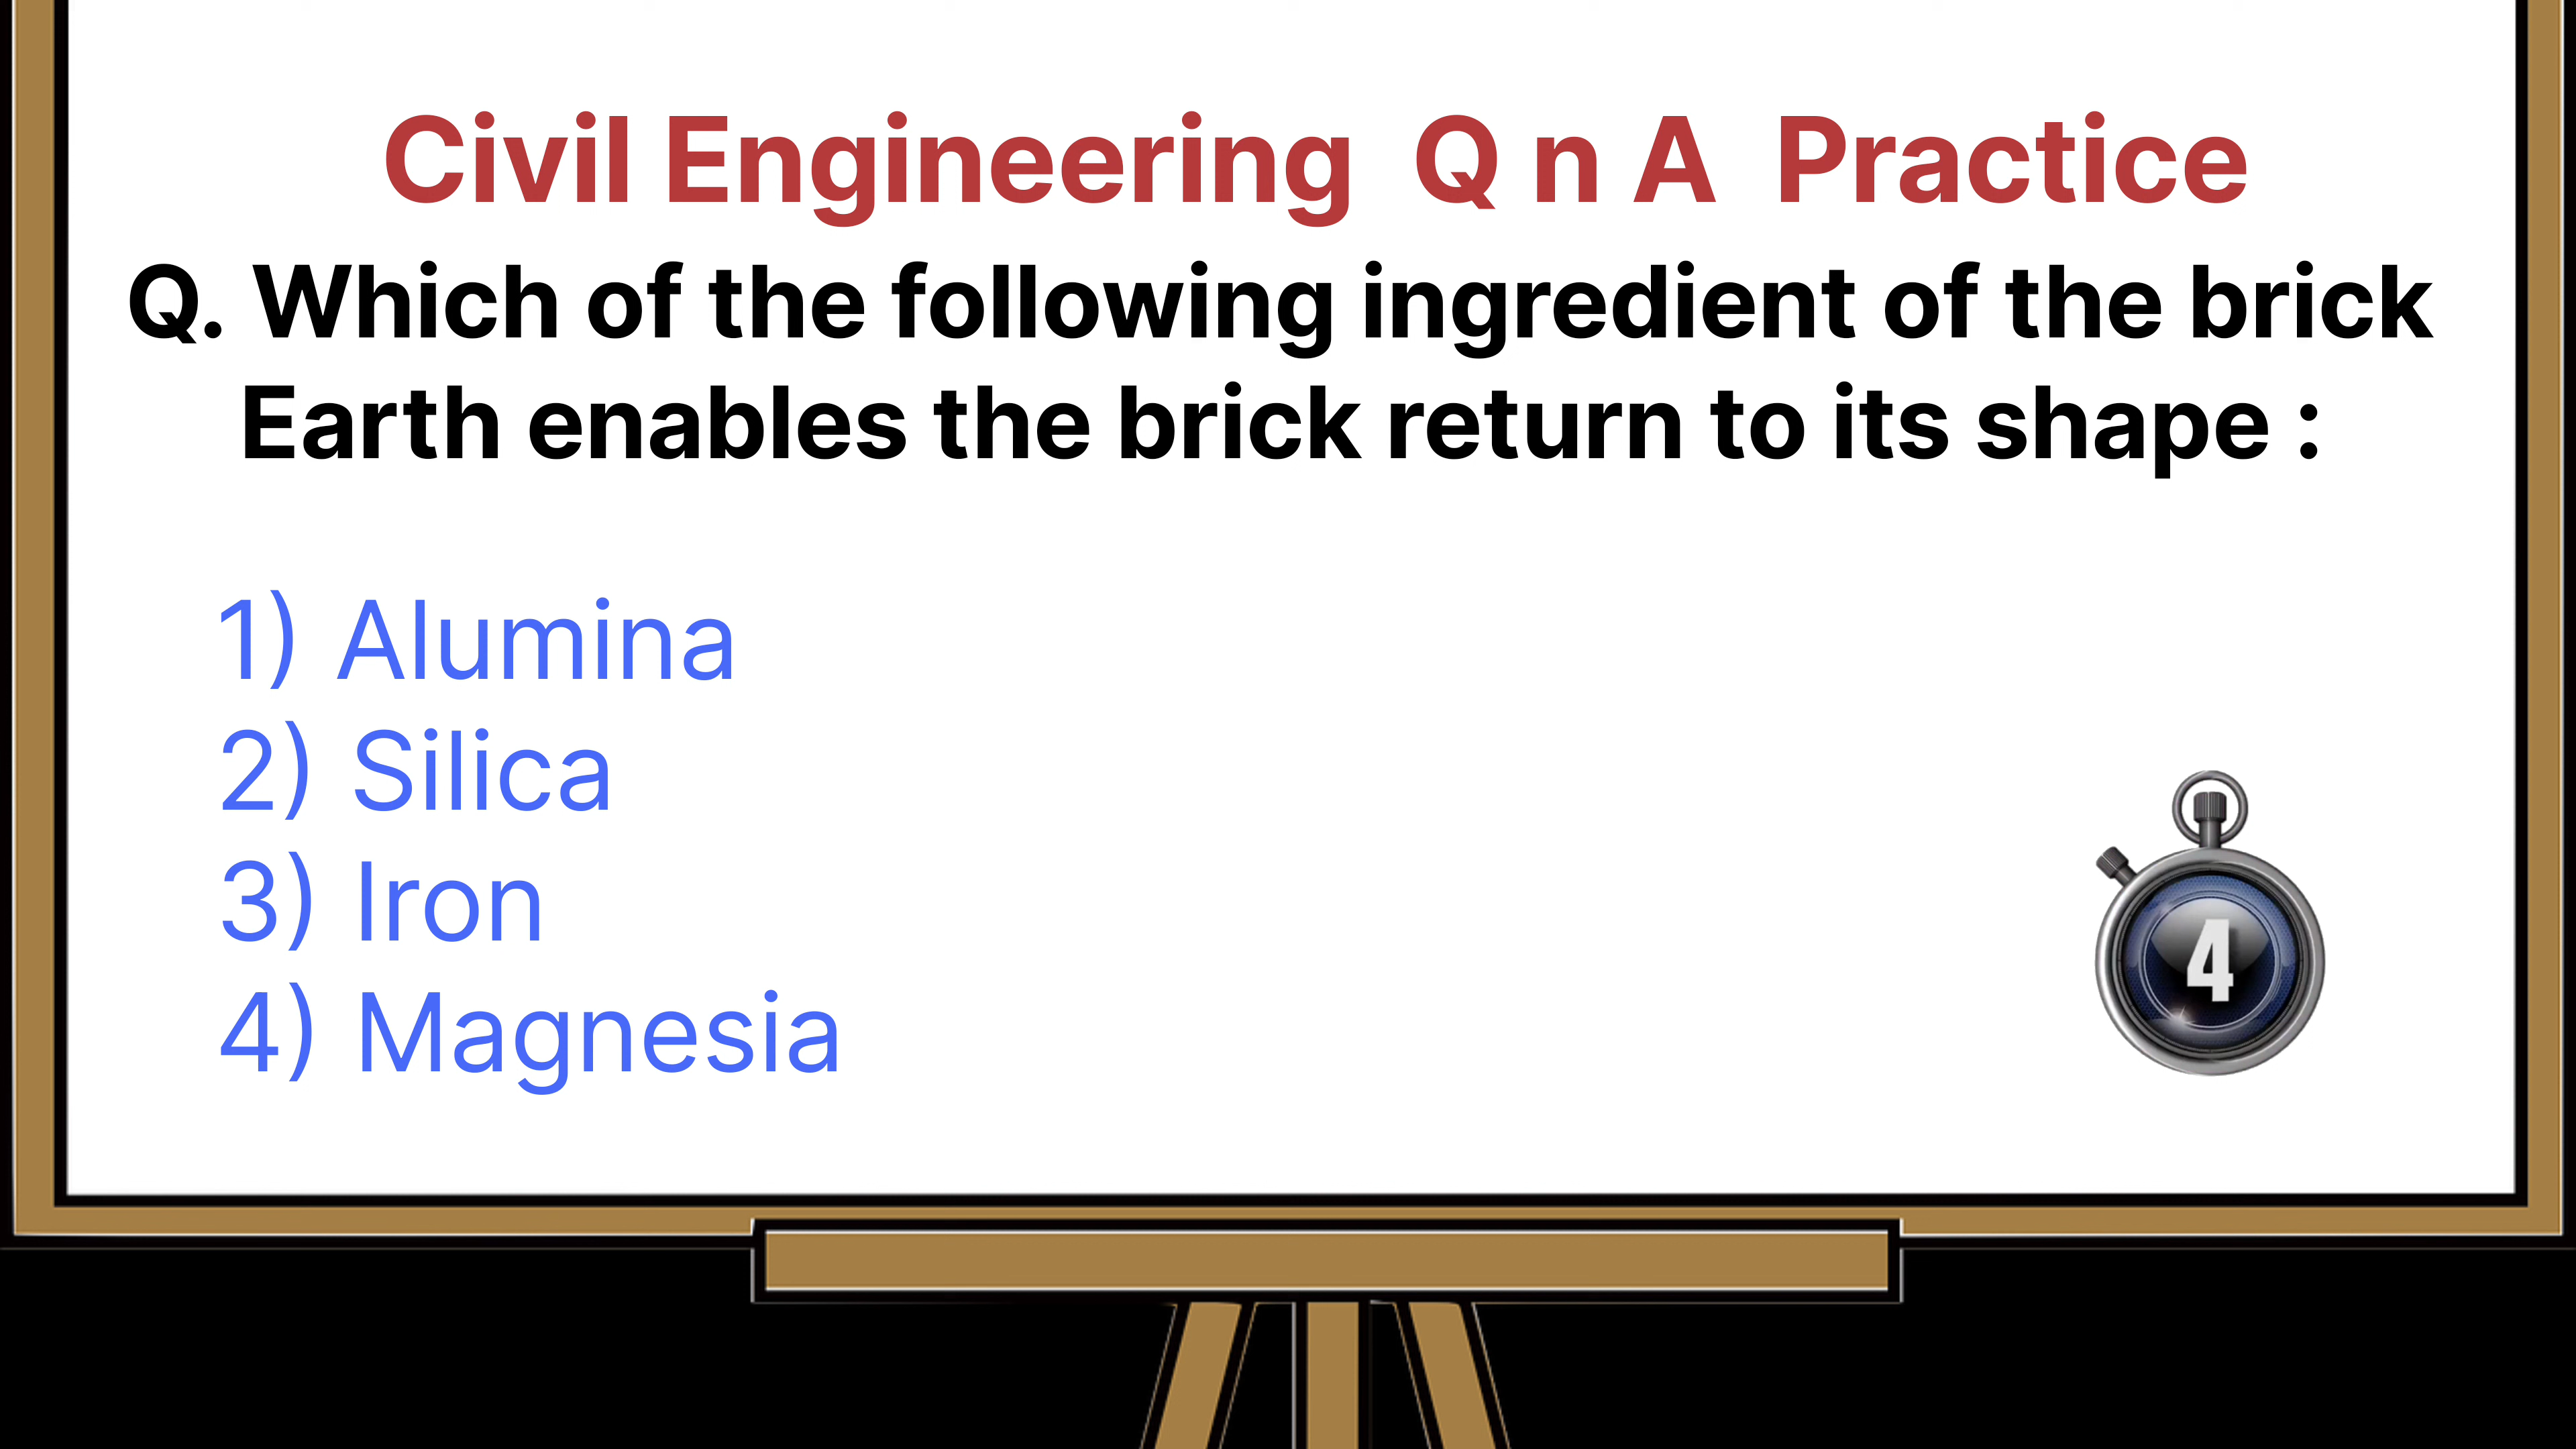 Civil Engineering Q n A Practice
Q. Which of the following ingredient of the brick
Earth enables the brick return to its shape :
1) Alumina
2) Silica
3) Iron
4) Magnesia
4